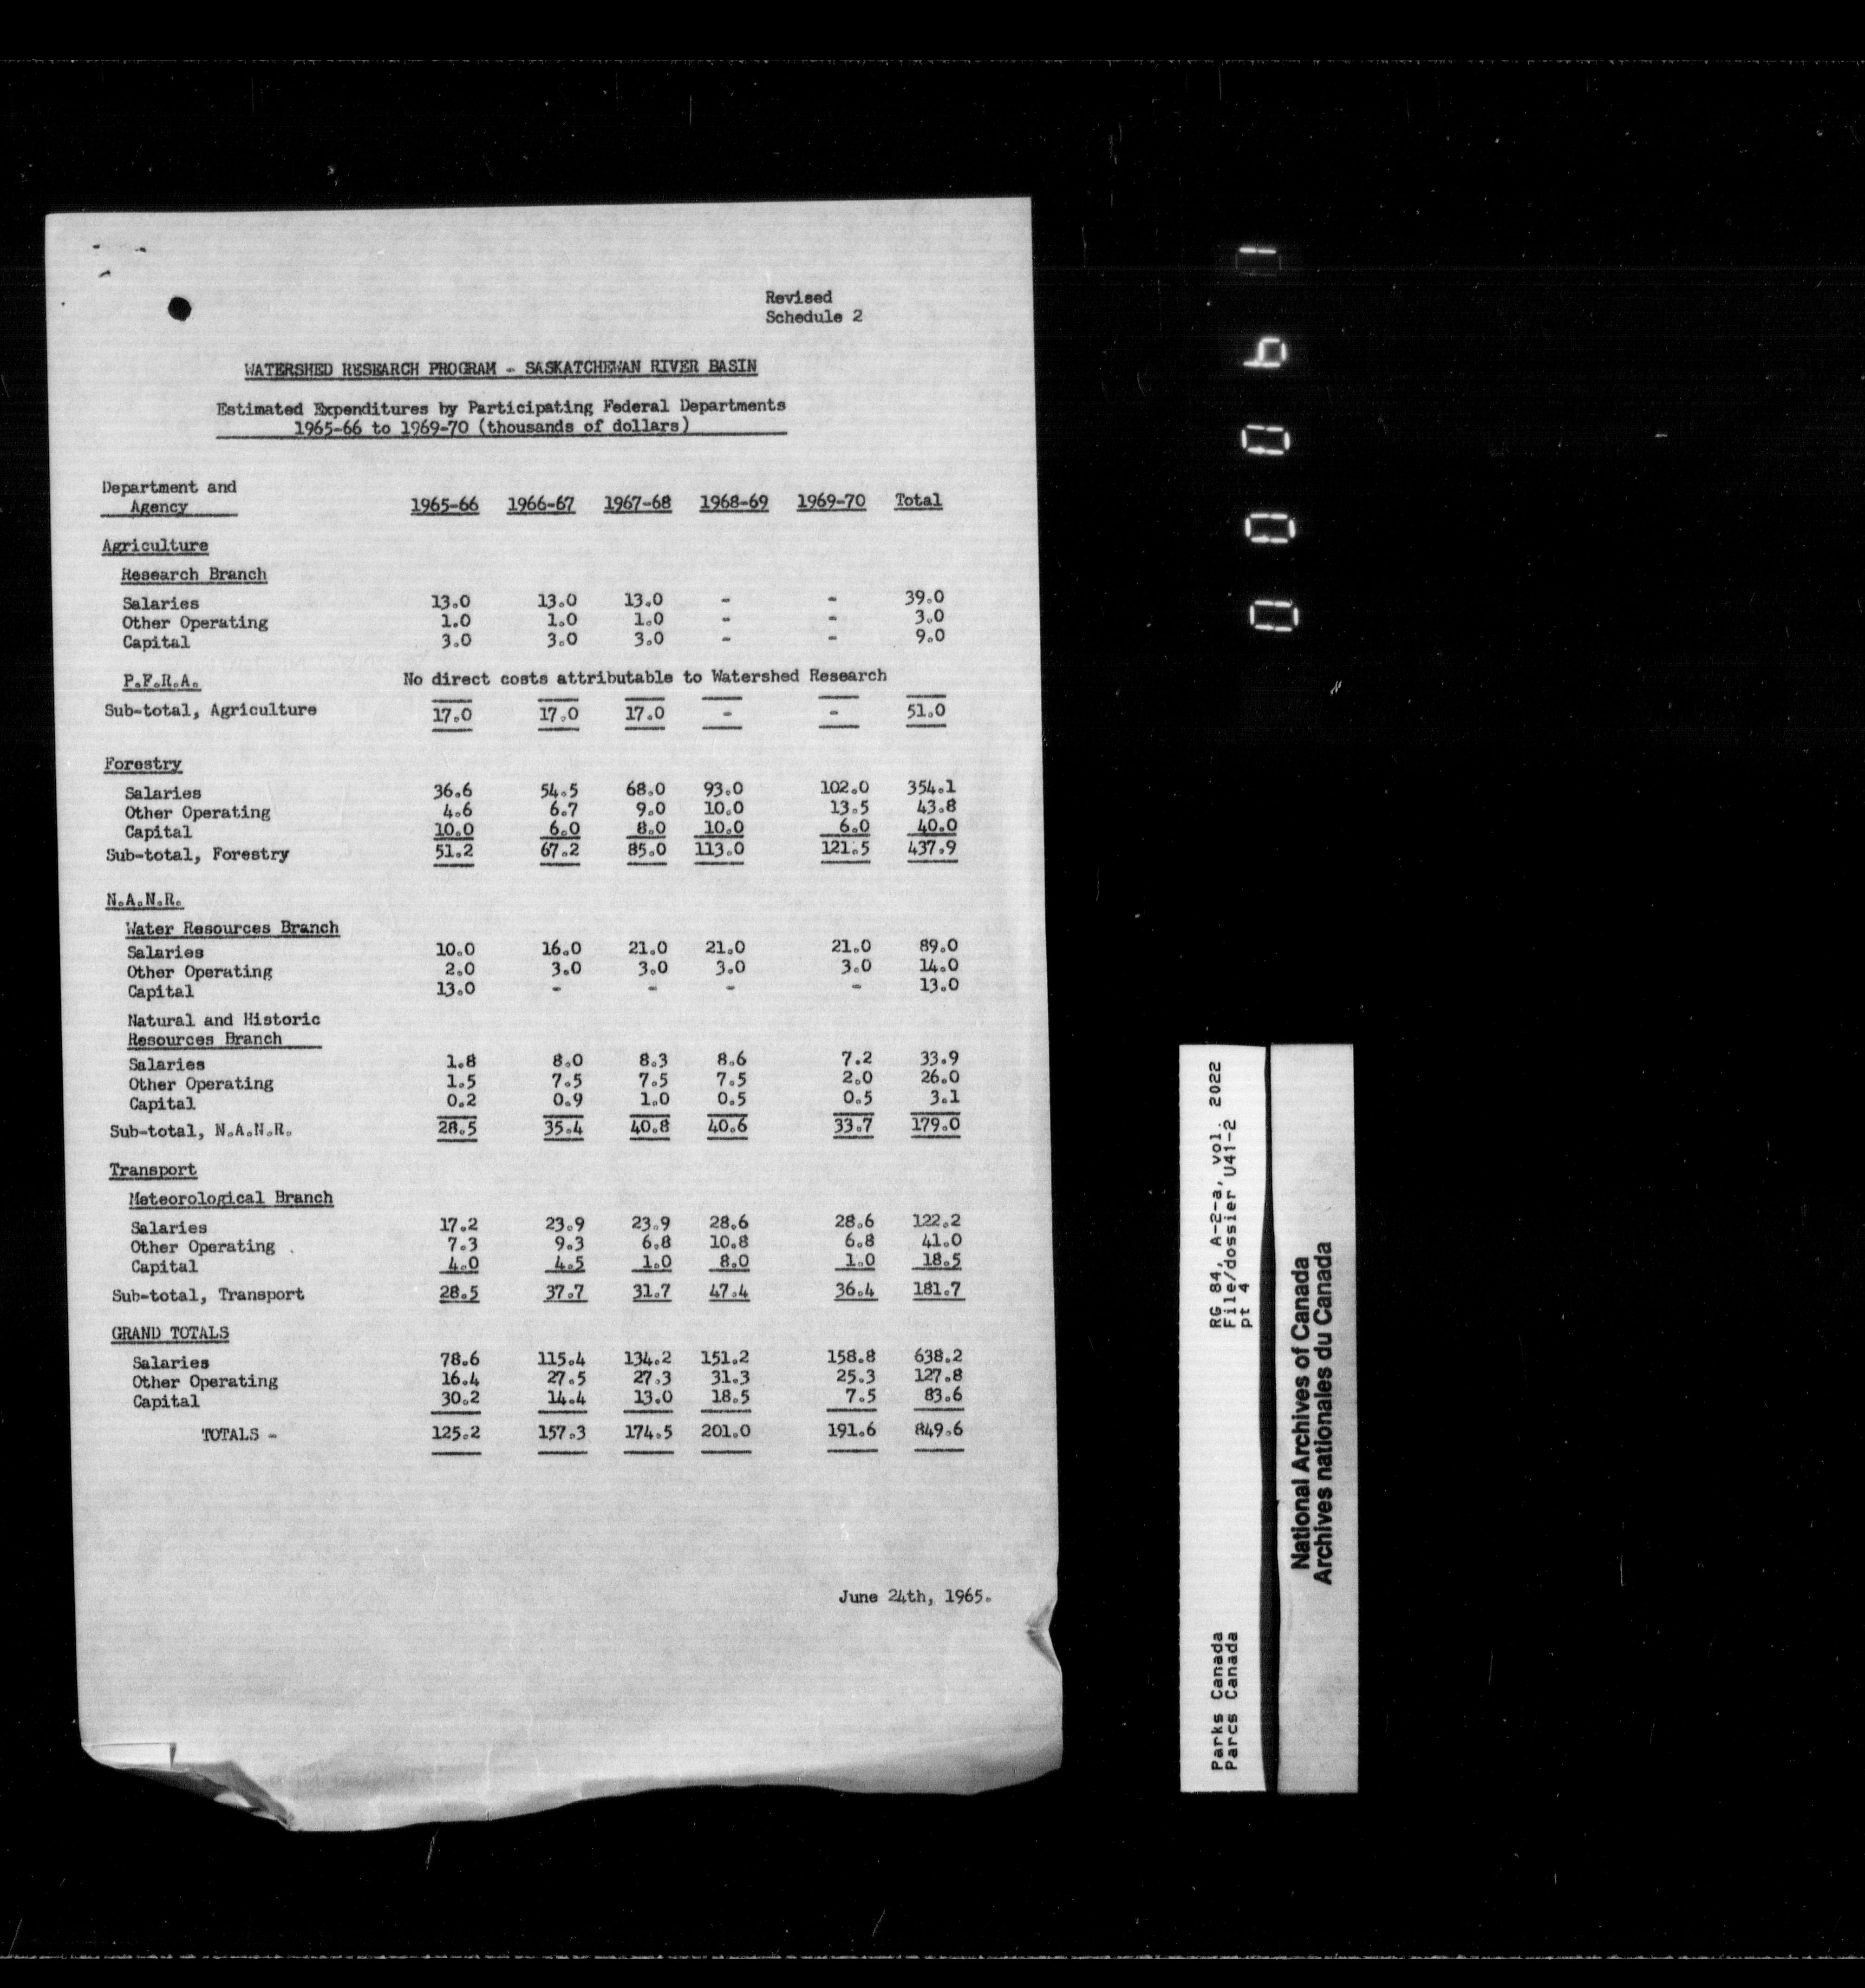 Revised
Schedule 2
WATERSHED RESEARCH PROGRAM - SASKATCHEWAN RIVER BASIN
Estimated Expenditures by Participating Federal Departments
1965-66 to 1969-70 (thousands of dollars)
Department and
Agency 1965-66 1966-67 1967-68 1968-69 1969-70 Total
Agriculture
Research Branch
Salaries 13.0 13.0 13.0 - - 39.0
Other Operating 1.0 1.0 1.0 - - 3.0
Capital 3.0 3.0 3.0 - - 9.0
P.F.R.A. No direct costs attributable to Watershed Research
Sub-total, Agriculture 17.0 17.0 17.0 - - 51.0
Forestry
Salaries 36.6 54.5 68.0 93.0 102.0 354.1
Other Operating 4.6 6.7 9.0 10.0 13.5 43.8
Capital 10.0 6.0 8.0 10.0 6.0 40.0
Sub-total, Forestry 51.2 67.2 85.0 113.0 121.5 437.9
N.A.N.R.
Water Resources Branch
Salaries 10.0 16.0 21.0 21.0 21.0 89.0
Other Operating 2.0 3.0 3.0 3.0 3.0 14.0
Capital 13.0 - - - - 13.0
Natural and Historic
Resources Branch
Salaries 1.8 8.0 8.3 8.6 7.2 33.9
Other Operating 1.5 7.5 7.5 7.5 2.0 26.0
Capital 0.2 0.9 1.0 0.5 0.5 3.1
Sub-total, N.A.N.R. 28.5 35.4 40.8 40.6 33.7 179.0
Transport
Meteorological Branch
Salaries 17.2 23.9 23.9 28.6 28.6 122.2
Other Operating 7.3 9.3 6.8 10.8 6.8 41.0
Capital 4.0 4.5 1.0 8.0 1.0 18.5
Sub-total, Transport 28.5 37.7 31.7 47.4 36.4 181.7
GRAND TOTALS
Salaries 78.6 115.4 134.2 151.2 158.8 638.2
Other Operating 16.4 27.5 27.3 31.3 25.3 127.8
Capital 30.2 14.4 13.0 18.5 7.5 83.6
TOTALS - 125.2 157.3 174.5 201.0 191.6 849.6
June 24th, 1965.
Parks Canada RG 84, A-2-a, vol. 2022
Parcs Canada File/dossier U41-2
pt 4
National Archives of Canada
Archives nationales du Canada